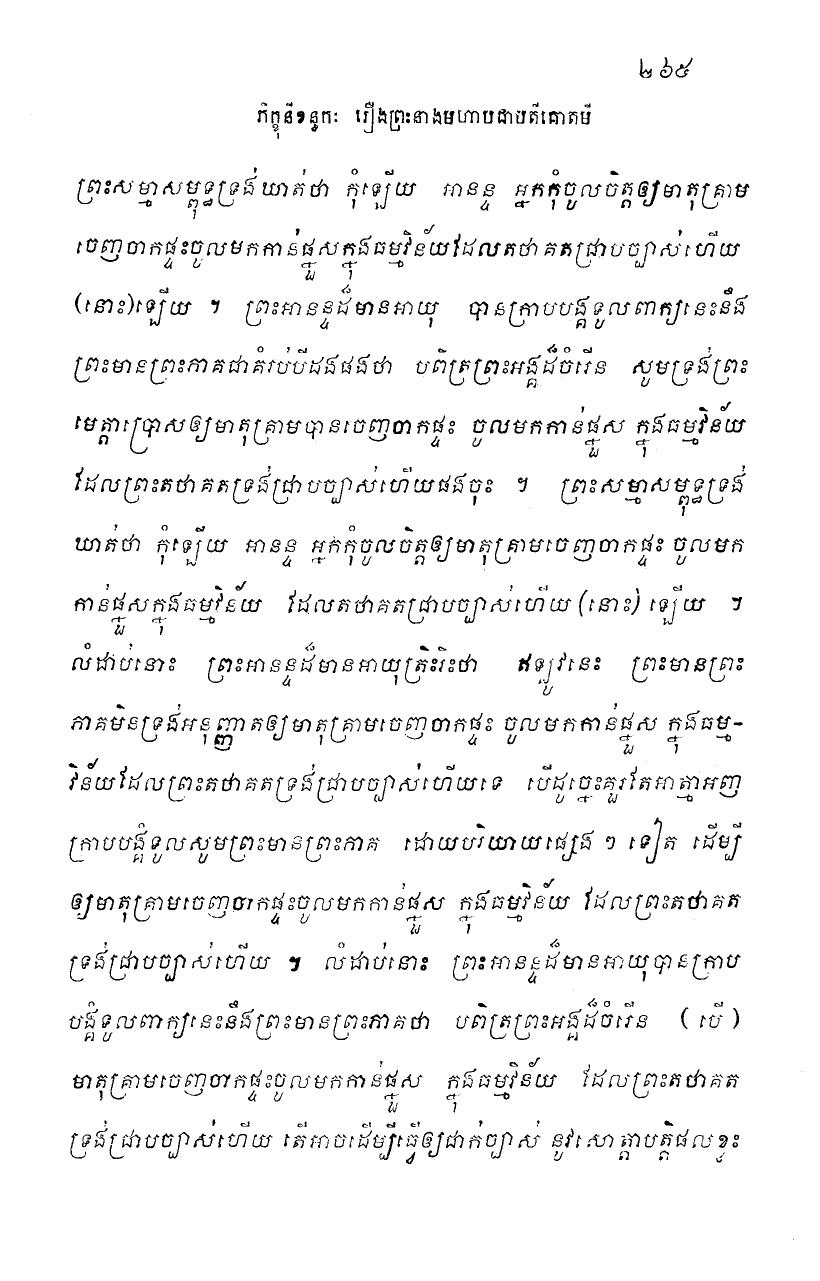 ២៦៥
ភិក្ខុនីខន្ធកៈ រឿងព្រះនាងមហាបជាបតីគោតមី
ព្រះសម្មាសម្ពុទ្ធទ្រង់ឃាត់ថា កុំឡើយ អានន្ទ អ្នកកុំចូលចិត្តឲ្យមាតុគ្រាម
ចេញចាកផ្ទះចូលមកកាន់ផ្នួសក្នុងធម្មវិន័យដែលតថាគតជ្រាបច្បាស់ហើយ
(នោះ)ឡើយ ។ ព្រះអានន្ទដ៏មានអាយុ បានក្រាបបង្គំទូលពាក្យនេះនឹង
ព្រះមានព្រះភាគជាគំរប់បីដងផងថា បពិត្រព្រះអង្គដ៏ចំរើន សូមទ្រង់ព្រះ
មេត្តាប្រោសឲ្យមាតុគ្រាមបានចេញចាកផ្ទះ ចូលមកកាន់ផ្នួស ក្នុងធម្មវិន័យ
ដែលព្រះតថាគតទ្រង់ជ្រាបច្បាស់ហើយផងចុះ ។ ព្រះសម្មាសម្ពុទ្ធទ្រង់
ឃាត់ថា កុំឡើយ អានន្ទ អ្នកកុំចូលចិត្តឲ្យមាតុគ្រាមចេញចាកផ្ទះ ចូលមក
កាន់ផ្នួសក្នុងធម្មវិន័យ ដែលតថាគតជ្រាបច្បាស់ហើយ (នោះ) ឡើយ ។
លំដាប់នោះ ព្រះអានន្ទដ៏មានអាយុត្រិះរិះថា ឥឡូវនេះ ព្រះមានព្រះ
ភាគមិនទ្រង់អនុញ្ញាតឲ្យមាតុគ្រាមចេញចាកផ្ទះ ចូលមកកាន់ផ្នួស ក្នុងធម្ម-
វិន័យដែលព្រះតថាគតទ្រង់ជ្រាបច្បាស់ហើយទេ បើដូច្នេះគួរតែអាត្មាអញ
ក្រាបបង្គំទូលសូមព្រះមានព្រះភាគ ដោយបរិយាយផ្សេង ៗ ទៀត ដើម្បី
ឲ្យមាតុគ្រាមចេញចាកផ្ទះចូលមកកាន់ផ្នួស ក្នុងធម្មវិន័យ ដែលព្រះតថាគត
ទ្រង់ជ្រាបច្បាស់ហើយ ។ លំដាប់នោះ ព្រះអានន្ទដ៏មានអាយុបានក្រាប
បង្គំទូលពាក្យនេះនឹងព្រះមានព្រះភាគថា បពិត្រព្រះអង្គដ៏ចំរើន (បើ)
មាតុគ្រាមចេញចាកផ្ទះចូលមកកាន់ផ្នួស ក្នុងធម្មវិន័យ ដែលព្រះតថាគត
ទ្រង់ជ្រាបច្បាស់ហើយ តើអាចដើម្បីធ្វើឲ្យជាក់ច្បាស់ នូវសោត្តាបត្តិផលខ្លះ